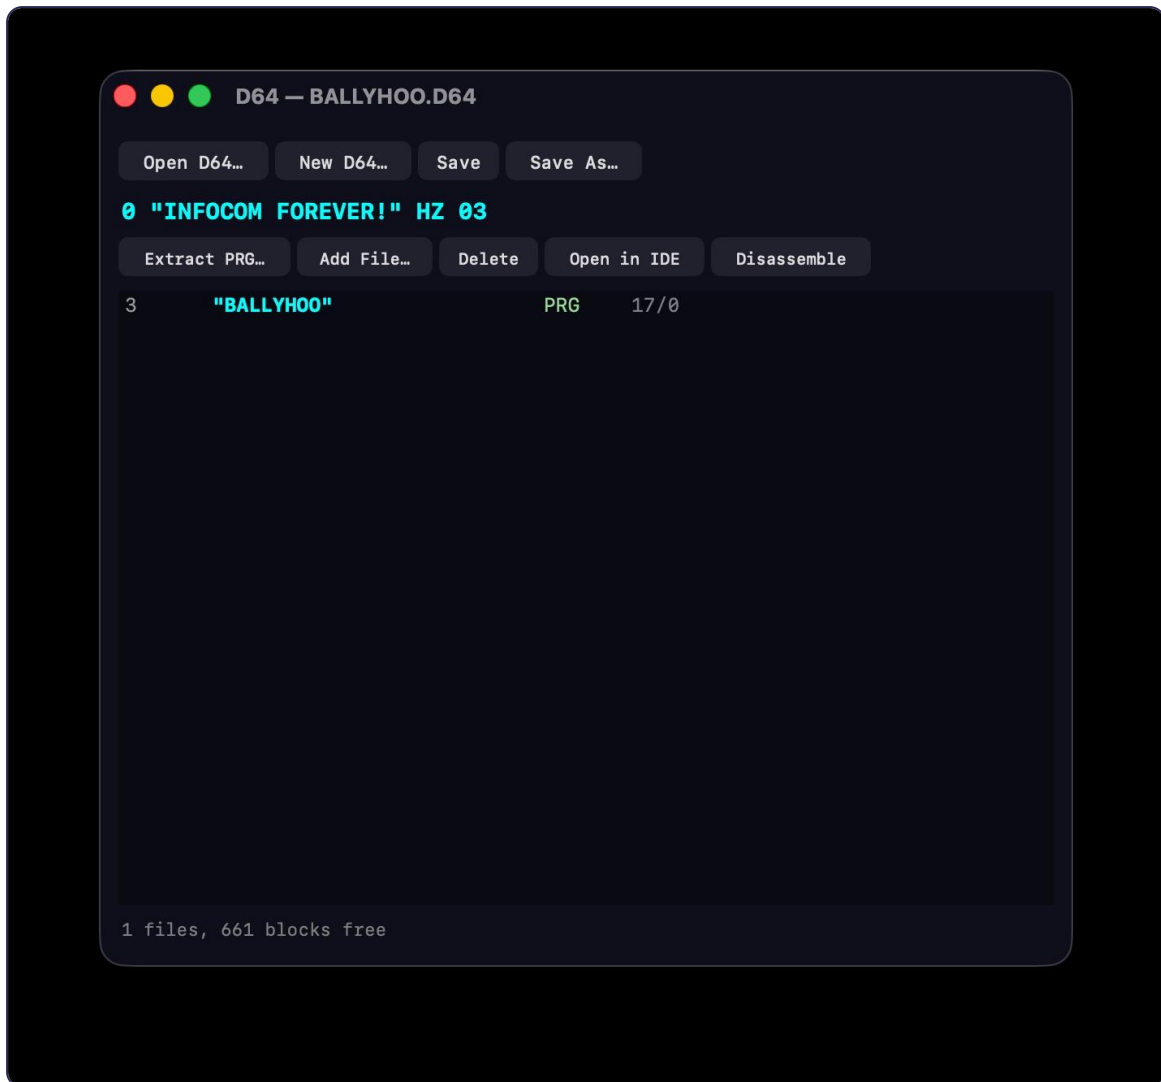 D64 — BALLYHOO.D64
Open D64… New D64… Save Save As…
0 "INFOCOM FOREVER!" HZ 03
Extract PRG… Add File… Delete Open in IDE Disassemble
3 "BALLYHOO" PRG 17/0
1 files, 661 blocks free